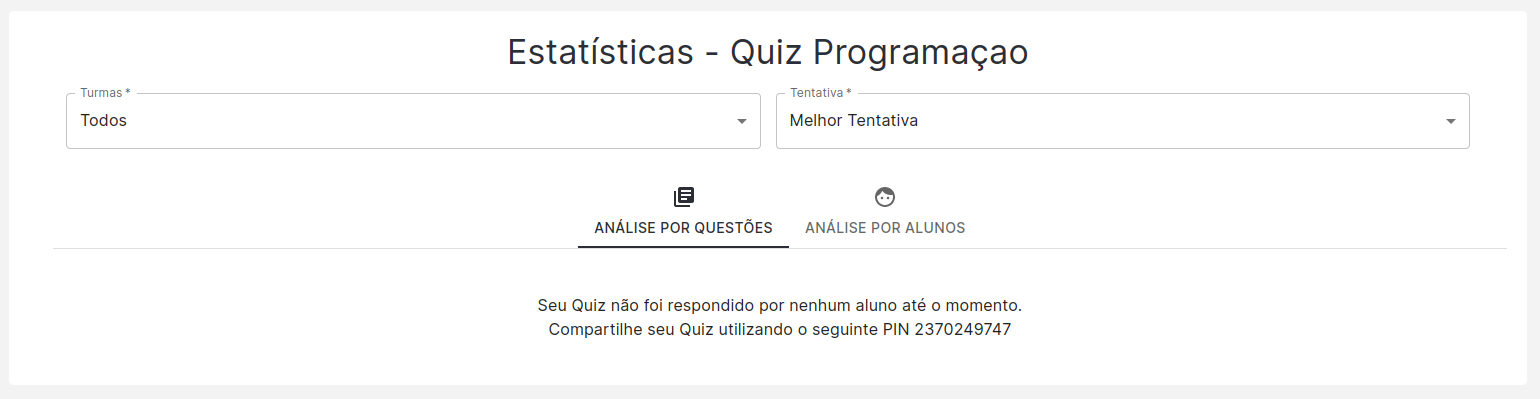 Estatísticas - Quiz Programaçao
Turmas *
Todos
Tentativa *
Melhor Tentativa
ANÁLISE POR QUESTÕES
ANÁLISE POR ALUNOS
Seu Quiz não foi respondido por nenhum aluno até o momento.
Compartilhe seu Quiz utilizando o seguinte PIN 2370249747